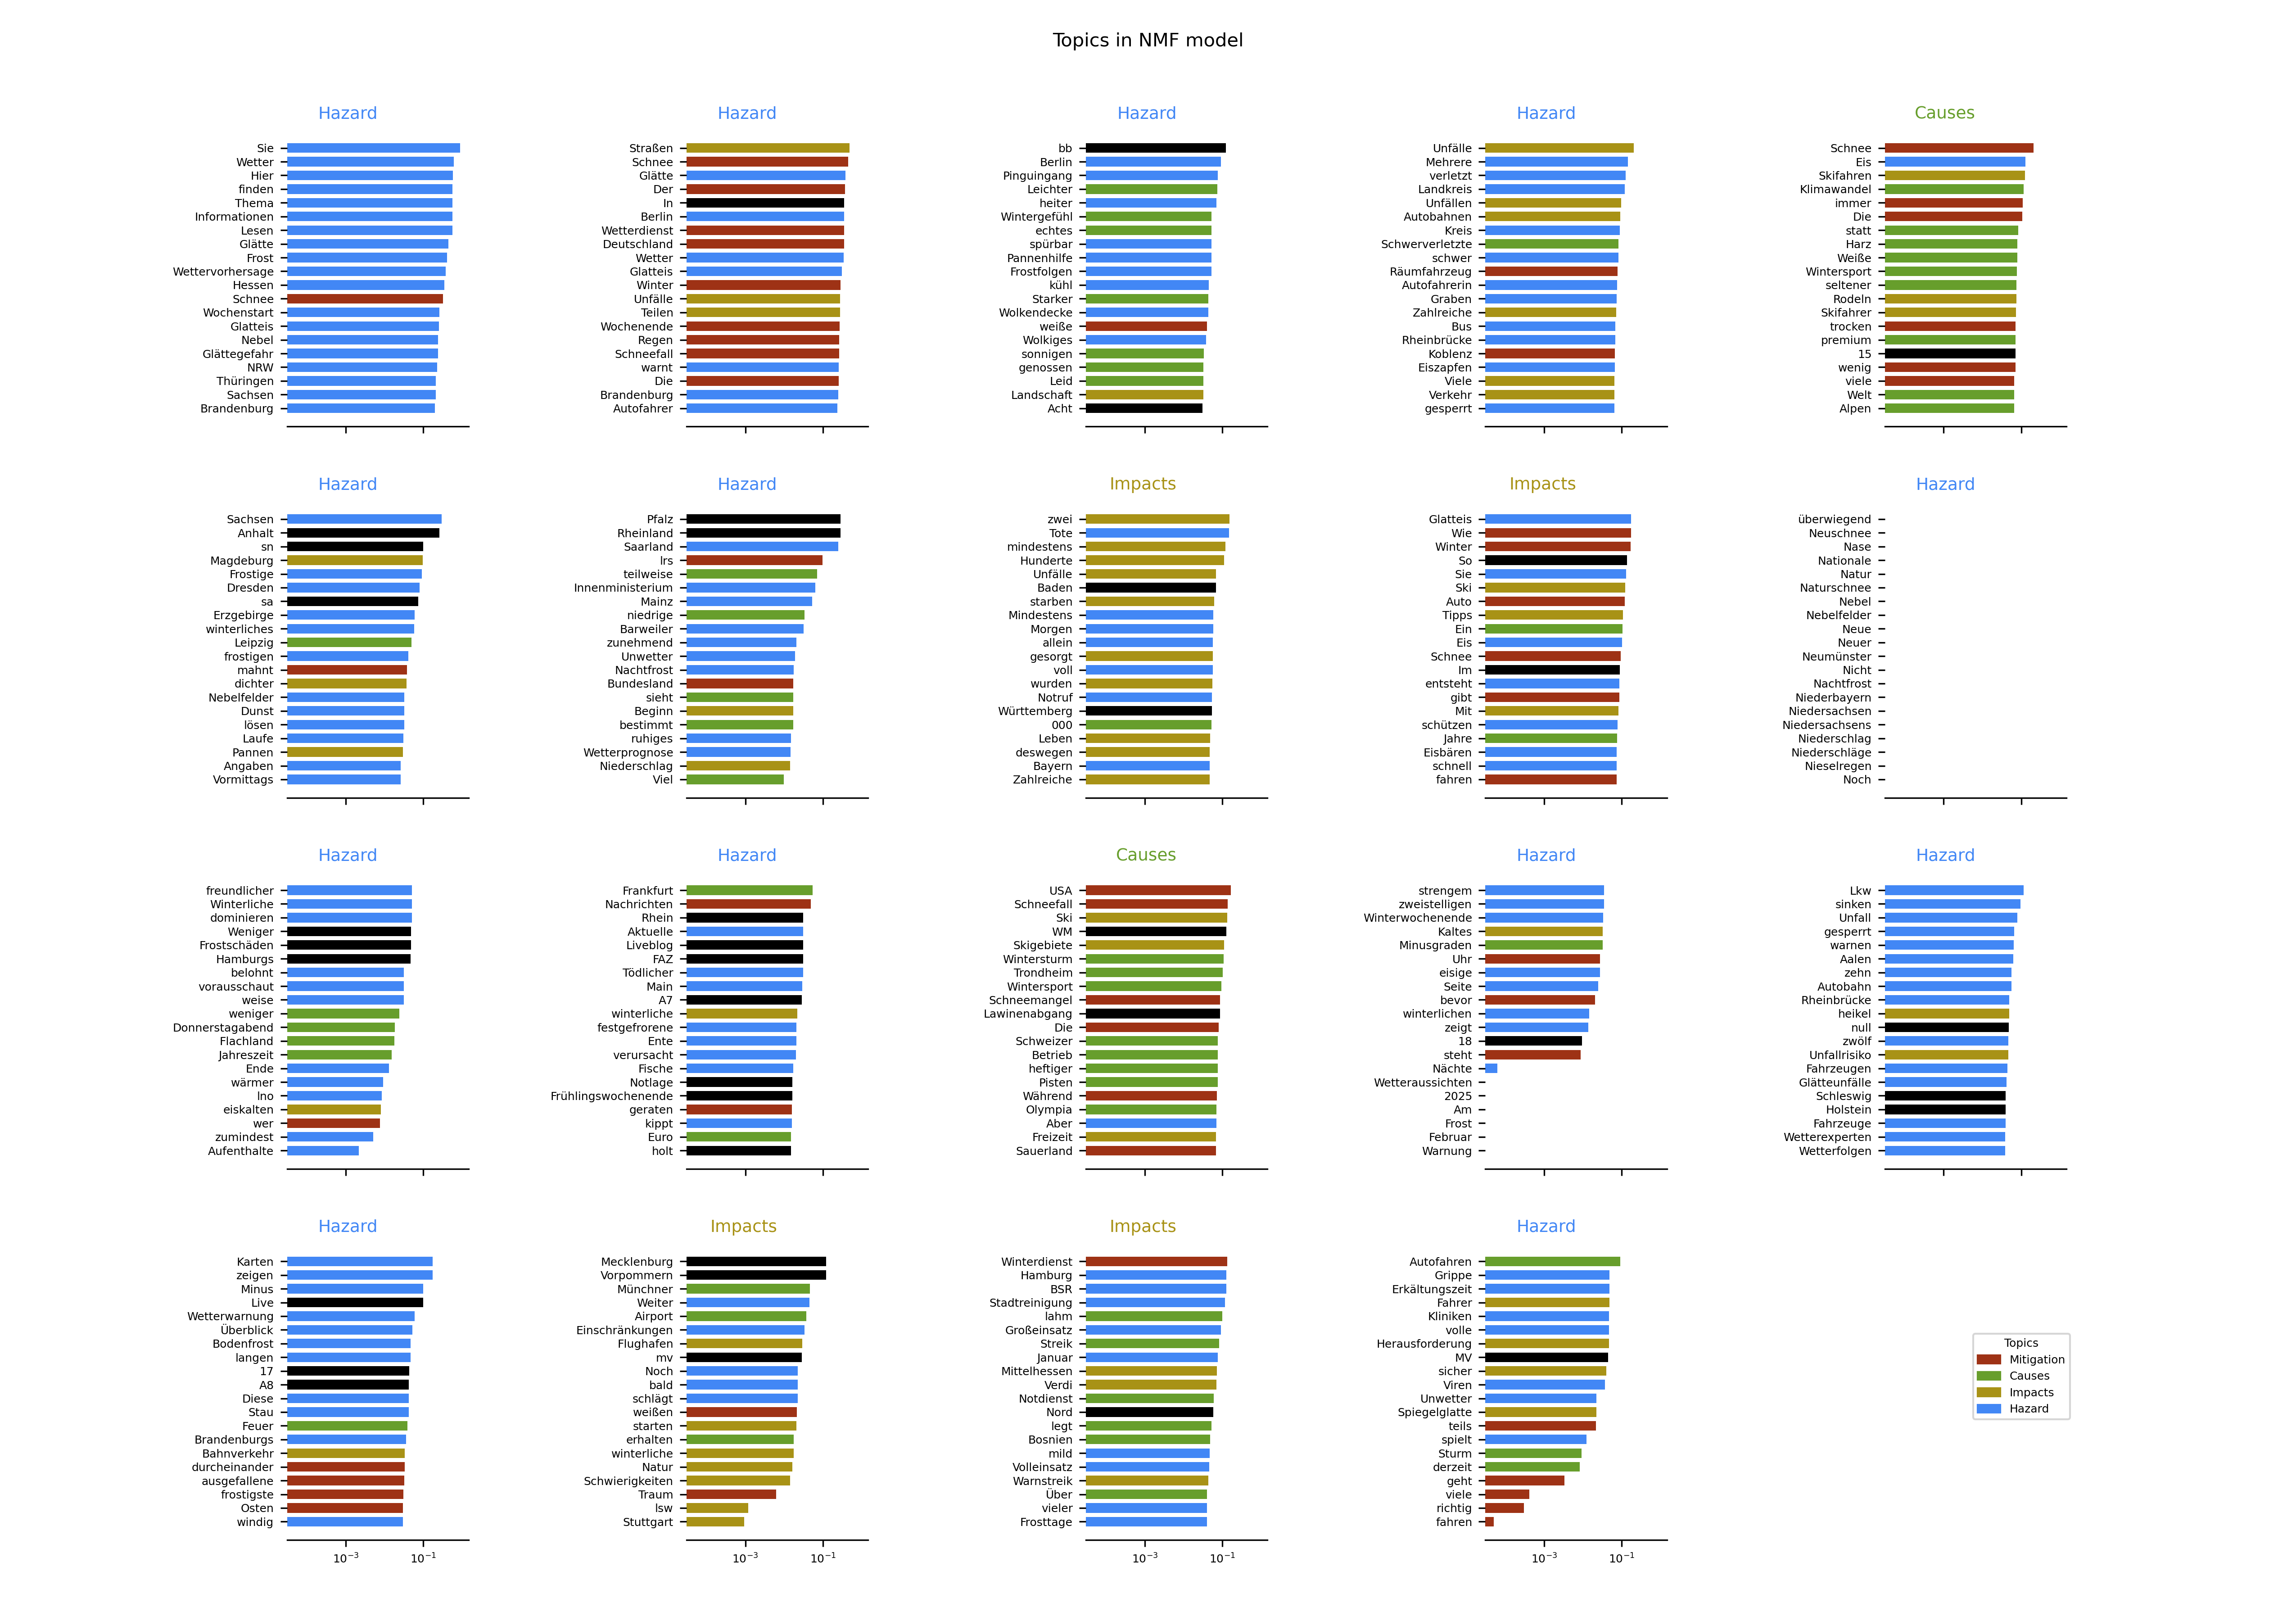 Topics in NMF model
Hazard
Sie
Wetter
Hier
finden
Thema
Informationen
Lesen
Glätte
Frost
Wettervorhersage
Hessen
Schnee
Wochenstart
Glatteis
Nebel
Glättegefahr
NRW
Thüringen
Sachsen
Brandenburg
Hazard
Straßen
Schnee
Glätte
Der
In
Berlin
Wetterdienst
Deutschland
Wetter
Glatteis
Winter
Unfälle
Teilen
Wochenende
Regen
Schneefall
warnt
Die
Brandenburg
Autofahrer
Hazard
bb
Berlin
Pinguingang
Leichter
heiter
Wintergefühl
echtes
spürbar
Pannenhilfe
Frostfolgen
kühl
Starker
Wolkendecke
weiße
Wolkiges
sonnigen
genossen
Leid
Landschaft
Acht
Hazard
Unfälle
Mehrere
verletzt
Landkreis
Unfällen
Autobahnen
Kreis
Schwerverletzte
schwer
Räumfahrzeug
Autofahrerin
Graben
Zahlreiche
Bus
Rheinbrücke
Koblenz
Eiszapfen
Viele
Verkehr
gesperrt
Causes
Schnee
Eis
Skifahren
Klimawandel
immer
Die
statt
Harz
Weiße
Wintersport
seltener
Rodeln
Skifahrer
trocken
premium
15
wenig
viele
Welt
Alpen
Hazard
Sachsen
Anhalt
sn
Magdeburg
Frostige
Dresden
sa
Erzgebirge
winterliches
Leipzig
frostigen
mahnt
dichter
Nebelfelder
Dunst
lösen
Laufe
Pannen
Angaben
Vormittags
Hazard
Pfalz
Rheinland
Saarland
lrs
teilweise
Innenministerium
Mainz
niedrige
Barweiler
zunehmend
Unwetter
Nachtfrost
Bundesland
sieht
Beginn
bestimmt
ruhiges
Wetterprognose
Niederschlag
Viel
Impacts
zwei
Tote
mindestens
Hunderte
Unfälle
Baden
starben
Mindestens
Morgen
allein
gesorgt
voll
wurden
Notruf
Württemberg
000
Leben
deswegen
Bayern
Zahlreiche
Impacts
Glatteis
Wie
Winter
So
Sie
Ski
Auto
Tipps
Ein
Eis
Schnee
Im
entsteht
gibt
Mit
schützen
Jahre
Eisbären
schnell
fahren
Hazard
überwiegend
Neuschnee
Nase
Nationale
Natur
Naturschnee
Nebel
Nebelfelder
Neue
Neuer
Neumünster
Nicht
Nachtfrost
Niederbayern
Niedersachsen
Niedersachsens
Niederschlag
Niederschläge
Nieselregen
Noch
Hazard
freundlicher
Winterliche
dominieren
Weniger
Frostschäden
Hamburgs
belohnt
vorausschaut
weise
weniger
Donnerstagabend
Flachland
Jahreszeit
Ende
wärmer
lno
eiskalten
wer
zumindest
Aufenthalte
Hazard
Frankfurt
Nachrichten
Rhein
Aktuelle
Liveblog
FAZ
Tödlicher
Main
A7
winterliche
festgefrorene
Ente
verursacht
Fische
Notlage
Frühlingswochenende
geraten
kippt
Euro
holt
Causes
USA
Schneefall
Ski
WM
Skigebiete
Wintersturm
Trondheim
Wintersport
Schneemangel
Lawinenabgang
Die
Schweizer
Betrieb
heftiger
Pisten
Während
Olympia
Aber
Freizeit
Sauerland
Hazard
strengem
zweistelligen
Winterwochenende
Kaltes
Minusgraden
Uhr
eisige
Seite
bevor
winterlichen
zeigt
18
steht
Nächte
Wetteraussichten
2025
Am
Frost
Februar
Warnung
Hazard
Lkw
sinken
Unfall
gesperrt
warnen
Aalen
zehn
Autobahn
Rheinbrücke
heikel
null
zwölf
Unfallrisiko
Fahrzeugen
Glätteunfälle
Schleswig
Holstein
Fahrzeuge
Wetterexperten
Wetterfolgen
Hazard
Karten
zeigen
Minus
Live
Wetterwarnung
Überblick
Bodenfrost
langen
17
A8
Diese
Stau
Feuer
Brandenburgs
Bahnverkehr
durcheinander
ausgefallene
frostigste
Osten
windig
10⁻³ 10⁻¹
Impacts
Mecklenburg
Vorpommern
Münchner
Weiter
Airport
Einschränkungen
Flughafen
mv
Noch
bald
schlägt
weißen
starten
erhalten
winterliche
Natur
Schwierigkeiten
Traum
lsw
Stuttgart
10⁻³ 10⁻¹
Impacts
Winterdienst
Hamburg
BSR
Stadtreinigung
lahm
Großeinsatz
Streik
Januar
Mittelhessen
Verdi
Notdienst
Nord
legt
Bosnien
mild
Volleinsatz
Warnstreik
Über
vieler
Frosttage
10⁻³ 10⁻¹
Hazard
Autofahren
Grippe
Erkältungszeit
Fahrer
Kliniken
volle
Herausforderung
MV
sicher
Viren
Unwetter
Spiegelglatte
teils
spielt
Sturm
derzeit
geht
viele
richtig
fahren
10⁻³ 10⁻¹
Topics
Mitigation
Causes
Impacts
Hazard